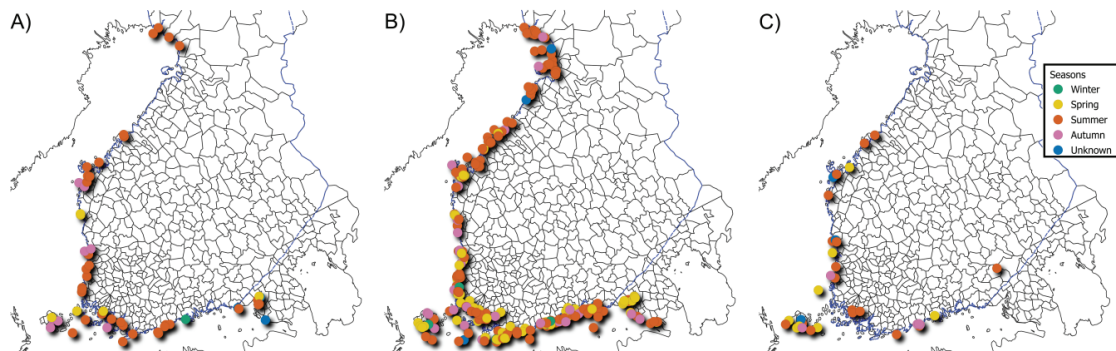 A)
B)
C)
Seasons
Winter
Spring
Summer
Autumn
Unknown